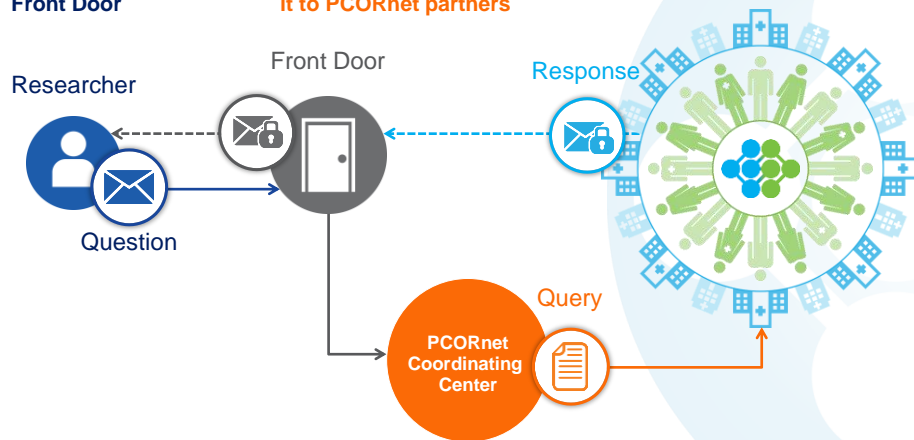 Front Door
it to PCORnet partners
Front Door
Researcher
Response
Question
Query
PCORnet
Coordinating
Center